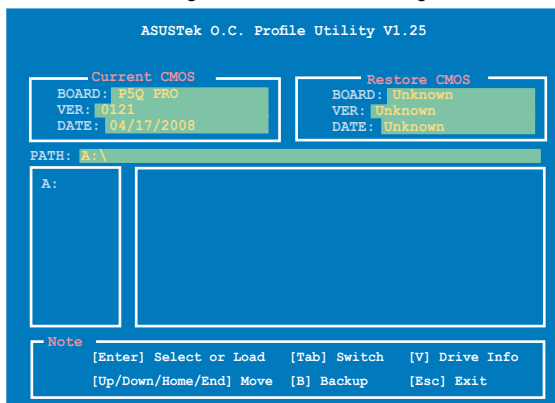 ASUSTek O.C. Profile Utility V1.25
Current CMOS
BOARD: P5Q PRO
VER: 0121
DATE: 04/17/2008
Restore CMOS
BOARD: Unknown
VER: Unknown
DATE: Unknown
PATH: A:\
A:
Note
[Enter] Select or Load [Tab] Switch [V] Drive Info
[Up/Down/Home/End] Move [B] Backup [Esc] Exit